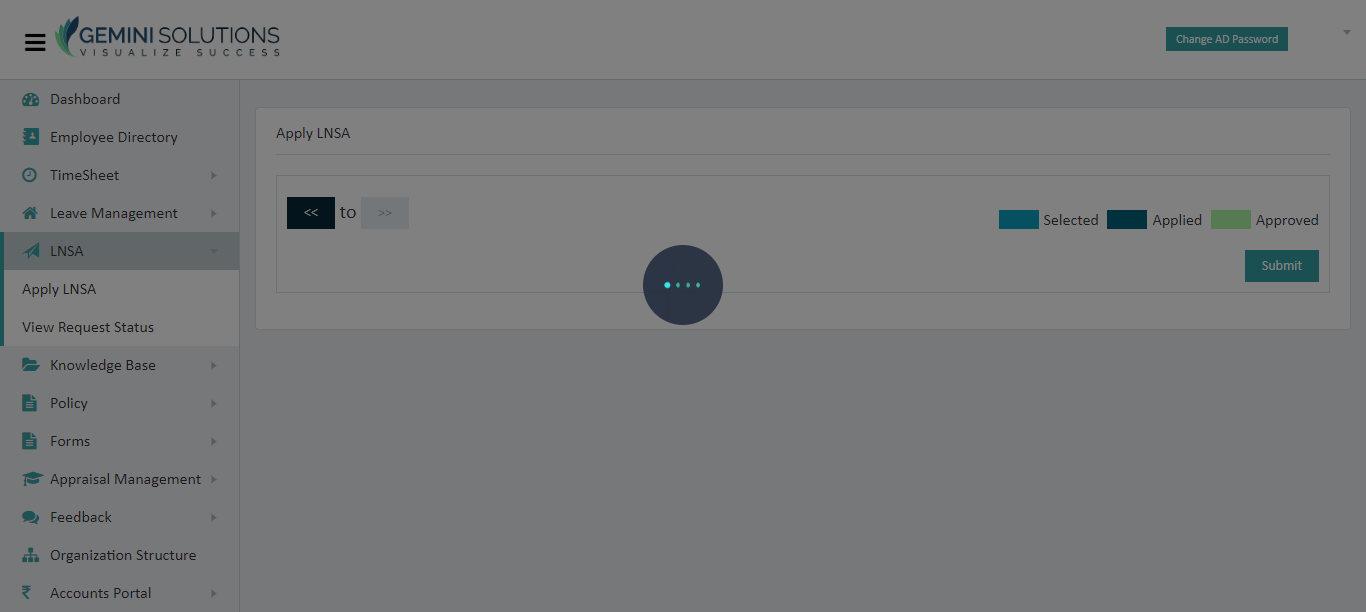 GEMINI SOLUTIONS
VISUALIZE SUCCESS
Change AD Password
Dashboard
Employee Directory
TimeSheet
Leave Management
LNSA
Apply LNSA
View Request Status
Knowledge Base
Policy
Forms
Appraisal Management
Feedback
Organization Structure
Accounts Portal
Apply LNSA
<< to >>
Selected Applied Approved
Submit